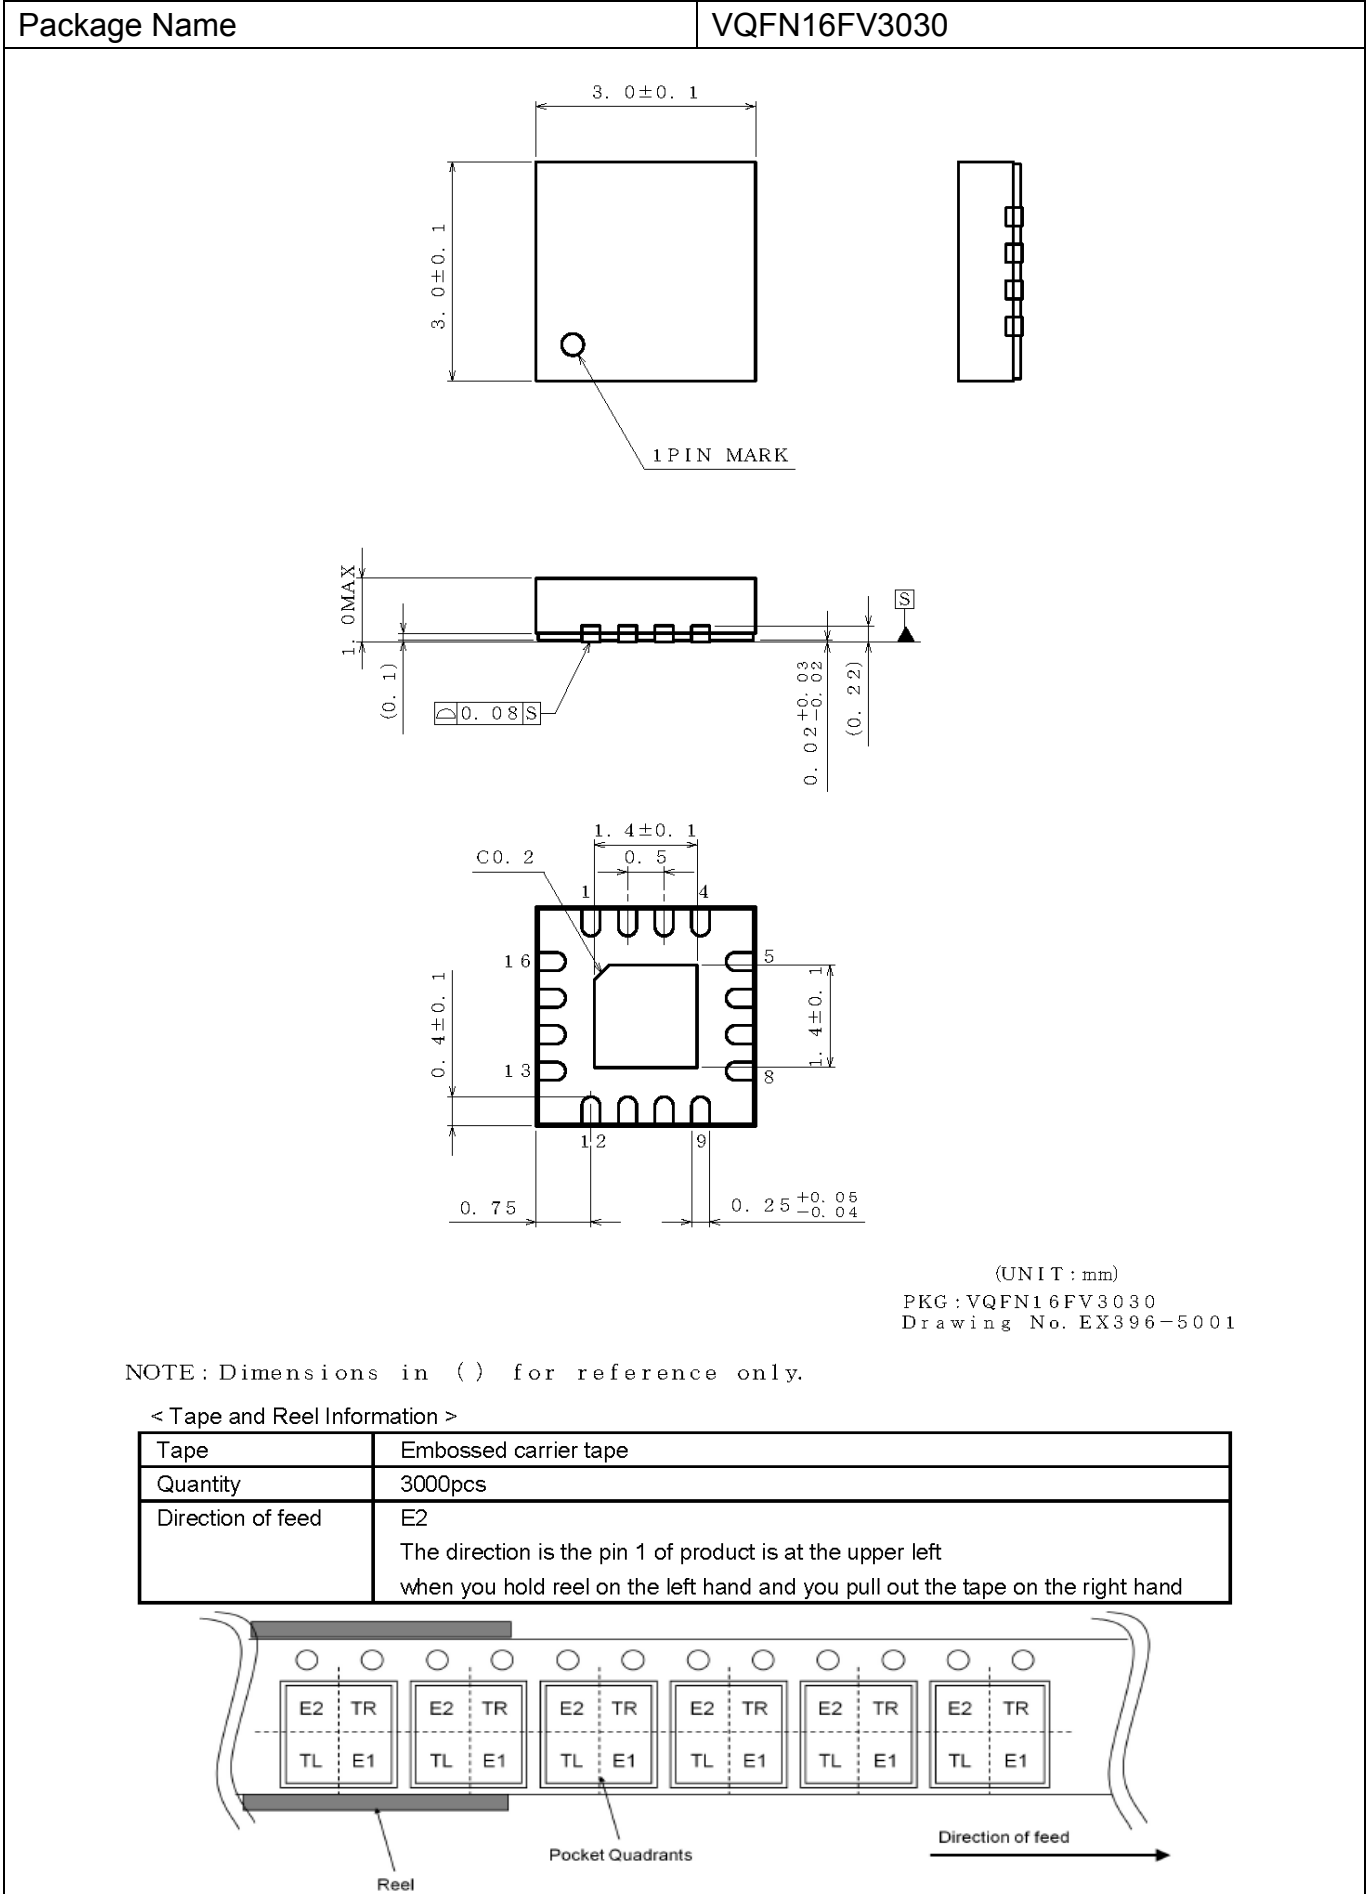 Package Name VQFN16FV3030
3. 0±0. 1
3. 0±0. 1
1PIN MARK
1. 0MAX
(0. 1)
⌓ 0. 08 S
S
0. 02 +0. 03 -0. 02
(0. 22)
1. 4±0. 1
C0. 2
0. 5
1 4
16 5
0. 4±0. 1
1. 4±0. 1
13 8
12 9
0. 75
0. 25 +0. 05 -0. 04
(UNIT : mm)
PKG : VQFN16FV3030
Drawing No. EX396-5001
NOTE : Dimensions in ( ) for reference only.
< Tape and Reel Information >
Tape Embossed carrier tape
Quantity 3000pcs
Direction of feed E2
The direction is the pin 1 of product is at the upper left
when you hold reel on the left hand and you pull out the tape on the right hand
E2 TR E2 TR E2 TR E2 TR E2 TR E2 TR
TL E1 TL E1 TL E1 TL E1 TL E1 TL E1
Direction of feed
Pocket Quadrants
Reel